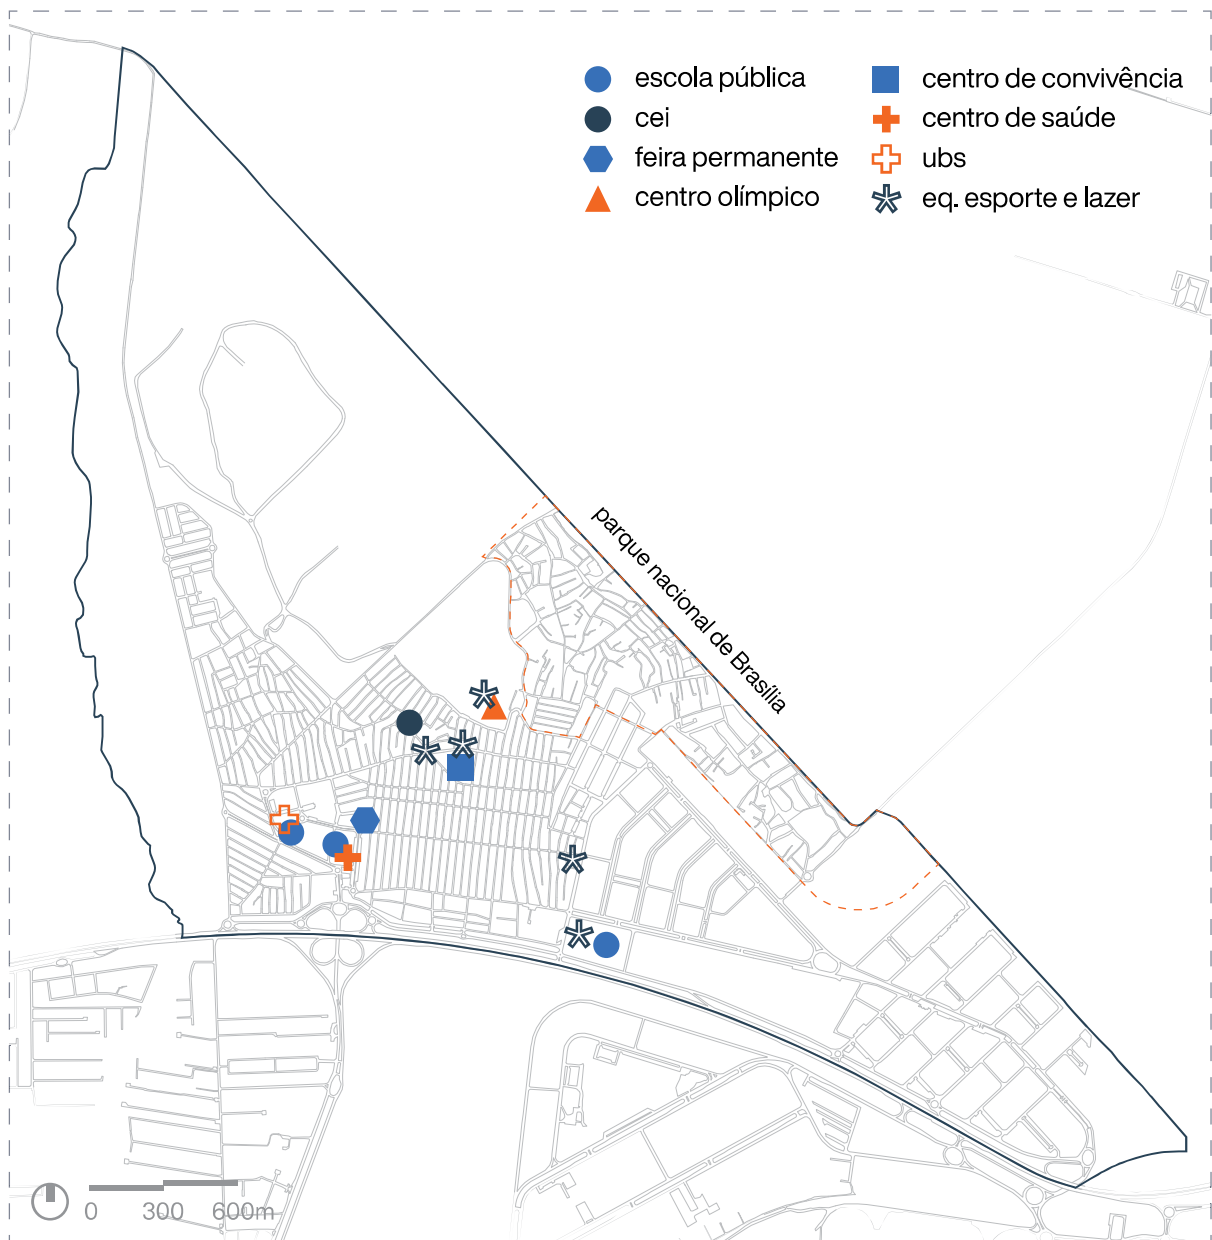 escola pública
cei
feira permanente
centro olímpico
centro de convivência
centro de saúde
ubs
eq. esporte e lazer
parque nacional de Brasília
0 300 600m